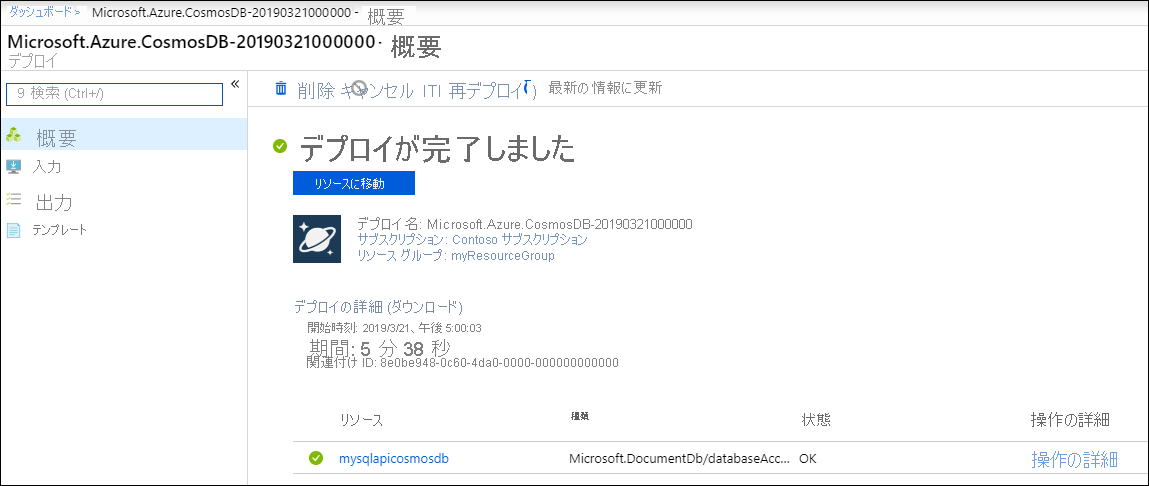 ダッシュボード > Microsoft.Azure.CosmosDB-20190321000000 - 概要
Microsoft.Azure.CosmosDB-20190321000000 · 概要
デプロイ
9 検索 (Ctrl+/)
«
概要
入力
出力
テンプレート
削除 キャンセル ITI 再デプロイ 最新の情報に更新
デプロイが完了しました
リソースに移動
デプロイ名: Microsoft.Azure.CosmosDB-20190321000000
サブスクリプション: Contoso サブスクリプション
リソース グループ: myResourceGroup
デプロイの詳細 (ダウンロード)
開始時刻: 2019/3/21、午後 5:00:03
期間: 5 分 38 秒
関連付け ID: 8e0be948-0c60-4da0-0000-000000000000
リソース 種類 状態 操作の詳細
mysqlapicosmosdb Microsoft.DocumentDb/databaseAcc... OK 操作の詳細